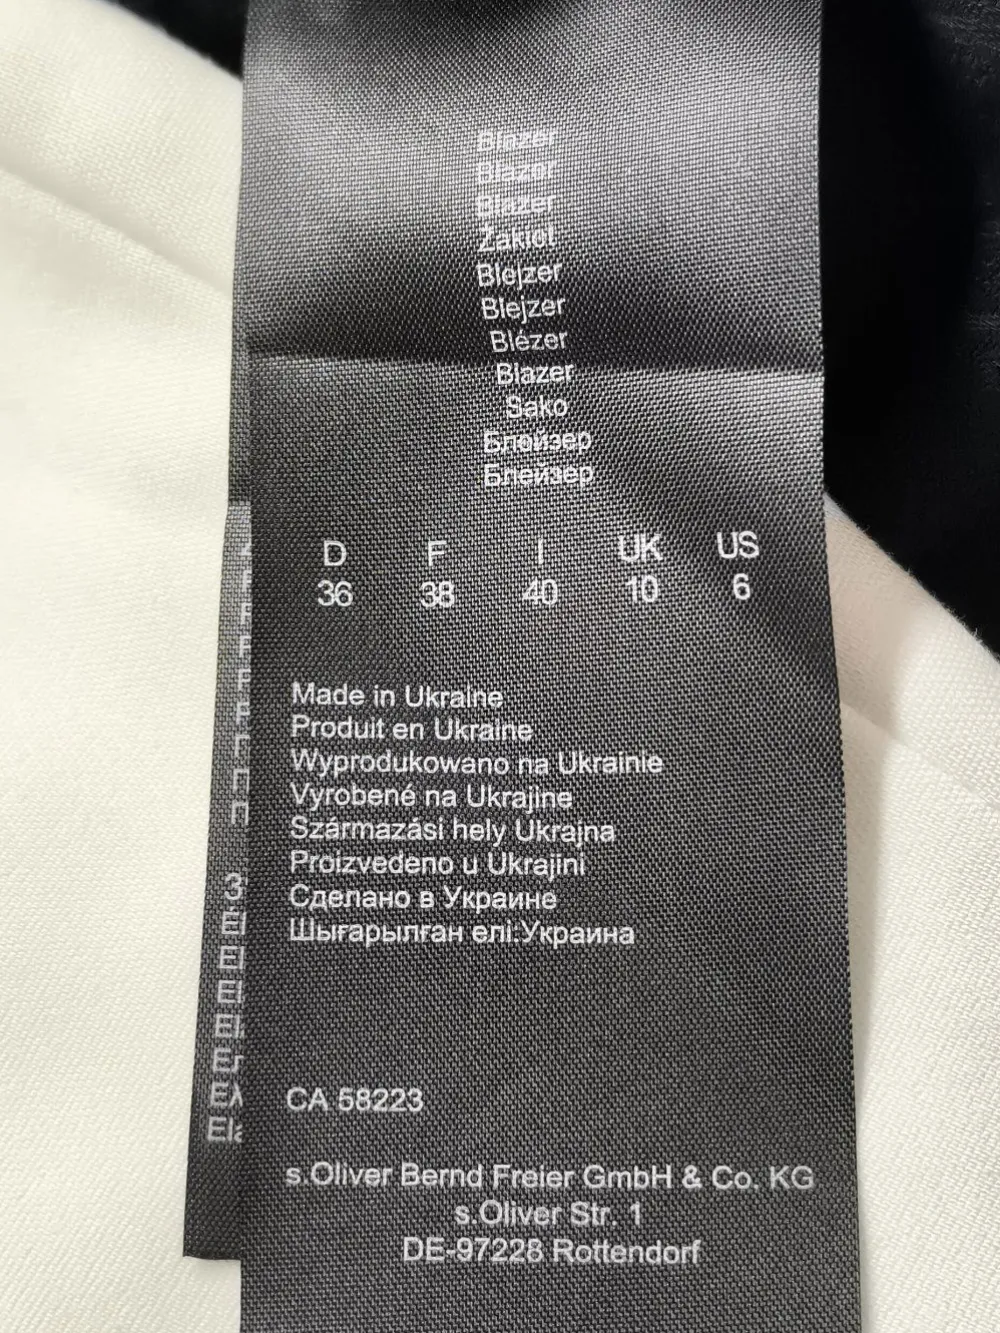 Blazer
Blazer
Blazer
Żakiet
Blejzer
Blejzer
Blézer
Blazer
Sako
Блейзер
Блейзер
D F I UK US
36 38 40 10 6
Made in Ukraine
Produit en Ukraine
Wyprodukowano na Ukrainie
Vyrobené na Ukrajine
Származási hely Ukrajna
Proizvedeno u Ukrajini
Сделано в Украине
Шығарылған елі:Украина
CA 58223
s.Oliver Bernd Freier GmbH & Co. KG
s.Oliver Str. 1
DE-97228 Rottendorf